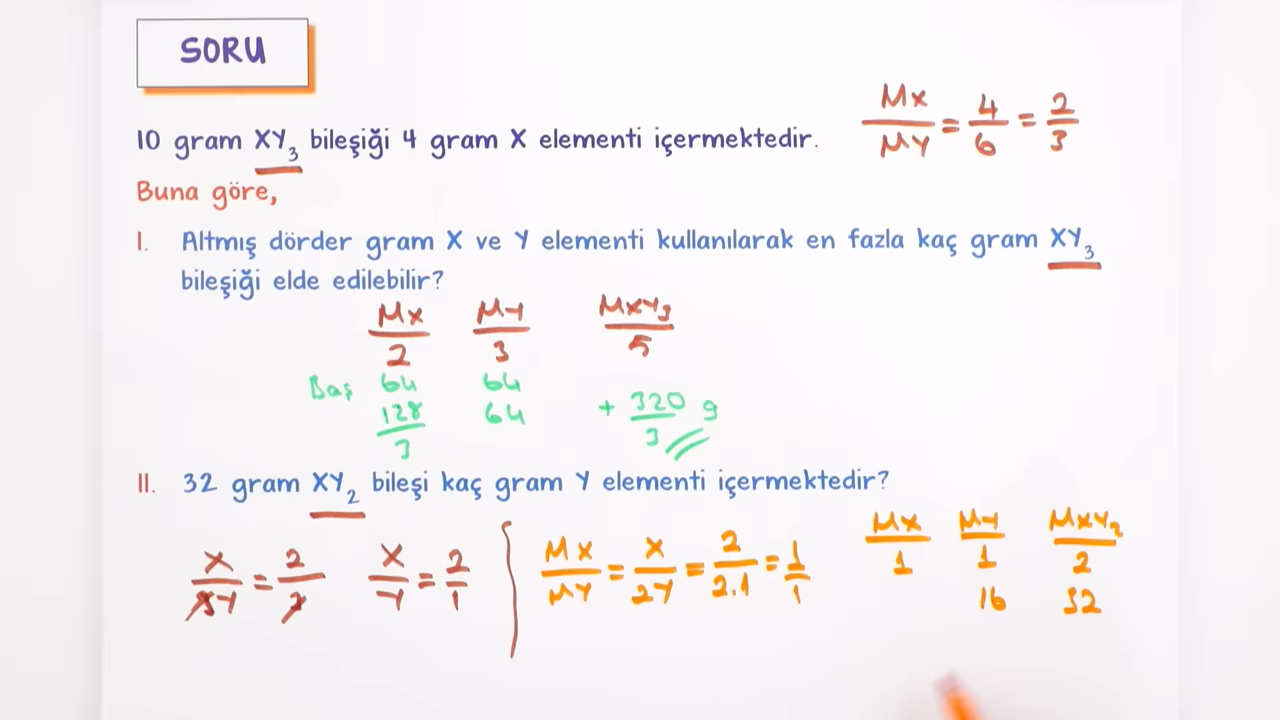 SORU
10 gram XY₃ bileşiği 4 gram X elementi içermektedir.
Mx/My = 4/6 = 2/3
Buna göre,
I. Altmış dörder gram X ve Y elementi kullanılarak en fazla kaç gram XY₃
bileşiği elde edilebilir?
Mx/2 My/3 MxY₃/5
Baş 64 64
128/3 64 + 320/3 g
II. 32 gram XY₂ bileşi kaç gram Y elementi içermektedir?
X/3Y = 2/3 X/Y = 2/1 Mx/My = X/2Y = 2/2.1 = 1/1 Mx/1 My/1 MxY₂/2
16 32